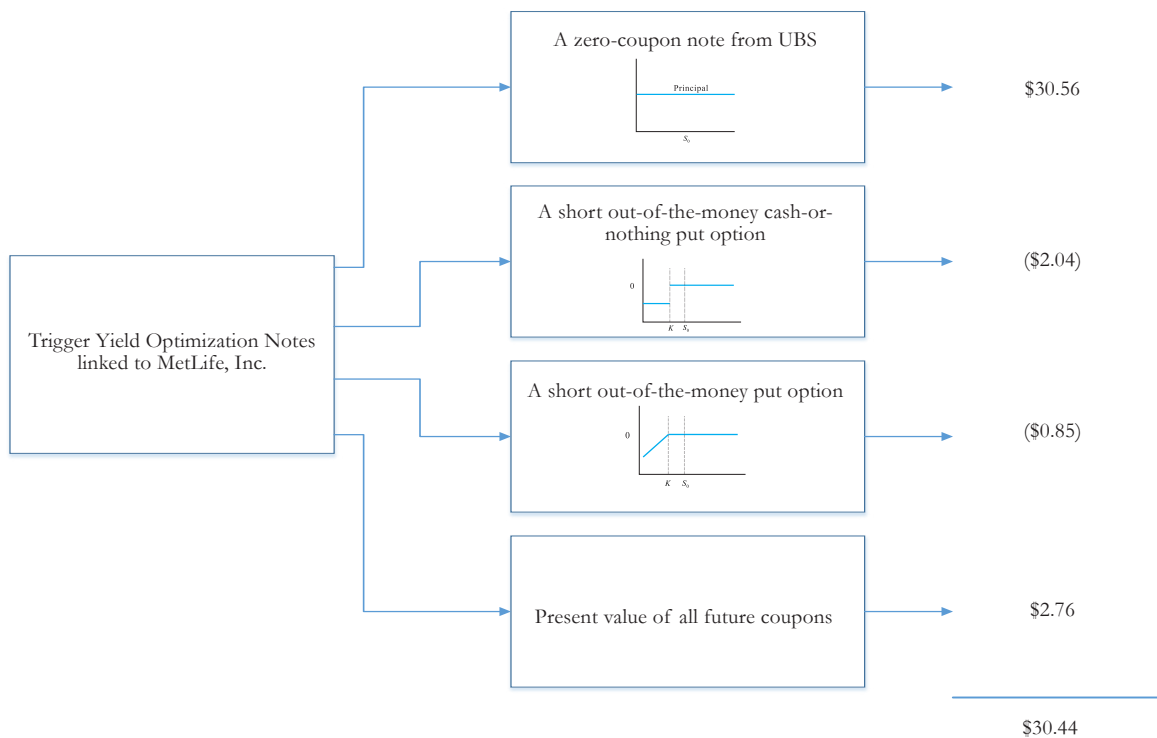 A zero-coupon note from UBS
Principal
S₀
$30.56
A short out-of-the-money cash-or-
nothing put option
0
K S₀
($2.04)
Trigger Yield Optimization Notes
linked to MetLife, Inc.
A short out-of-the-money put option
0
K S₀
($0.85)
Present value of all future coupons
$2.76
$30.44